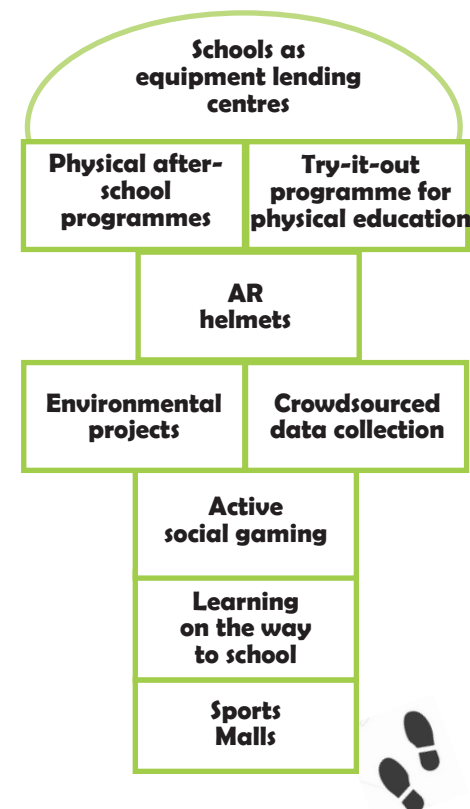 Schools as
equipment lending
centres
Physical after-
school
programmes
Try-it-out
programme for
physical education
AR
helmets
Environmental
projects
Crowdsourced
data collection
Active
social gaming
Learning
on the way
to school
Sports
Malls